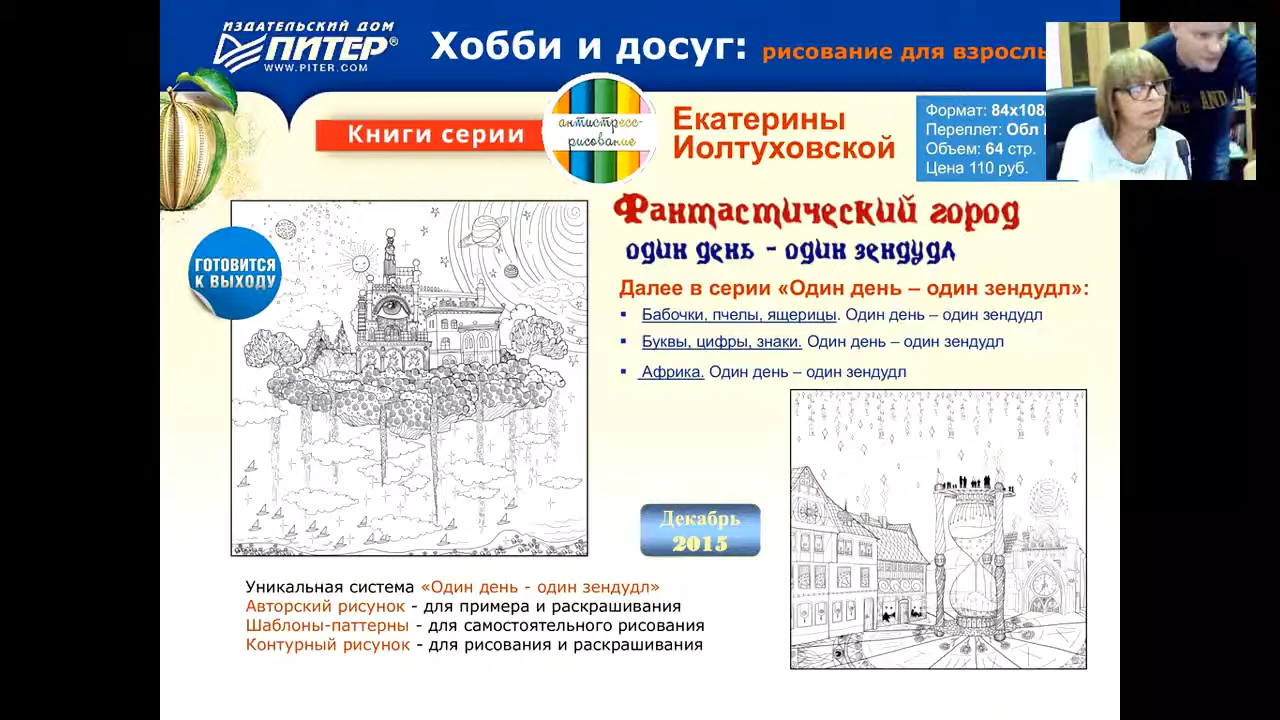 ИЗДАТЕЛЬСКИЙ ДОМ
ПИТЕР®
WWW.PITER.COM
Хобби и досуг: рисование для взрослы
Книги серии
антистресс-
рисование
Екатерины
Иолтуховской
Формат: 84х108
Переплет: Обл
Объем: 64 стр.
Цена 110 руб.
Фантастический город
один день - один зендудл
ГОТОВИТСЯ
К ВЫХОДУ
Далее в серии «Один день – один зендудл»:
▪ Бабочки, пчелы, ящерицы. Один день – один зендудл
▪ Буквы, цифры, знаки. Один день – один зендудл
▪ Африка. Один день – один зендудл
Декабрь
2015
Уникальная система «Один день - один зендудл»
Авторский рисунок - для примера и раскрашивания
Шаблоны-паттерны - для самостоятельного рисования
Контурный рисунок - для рисования и раскрашивания